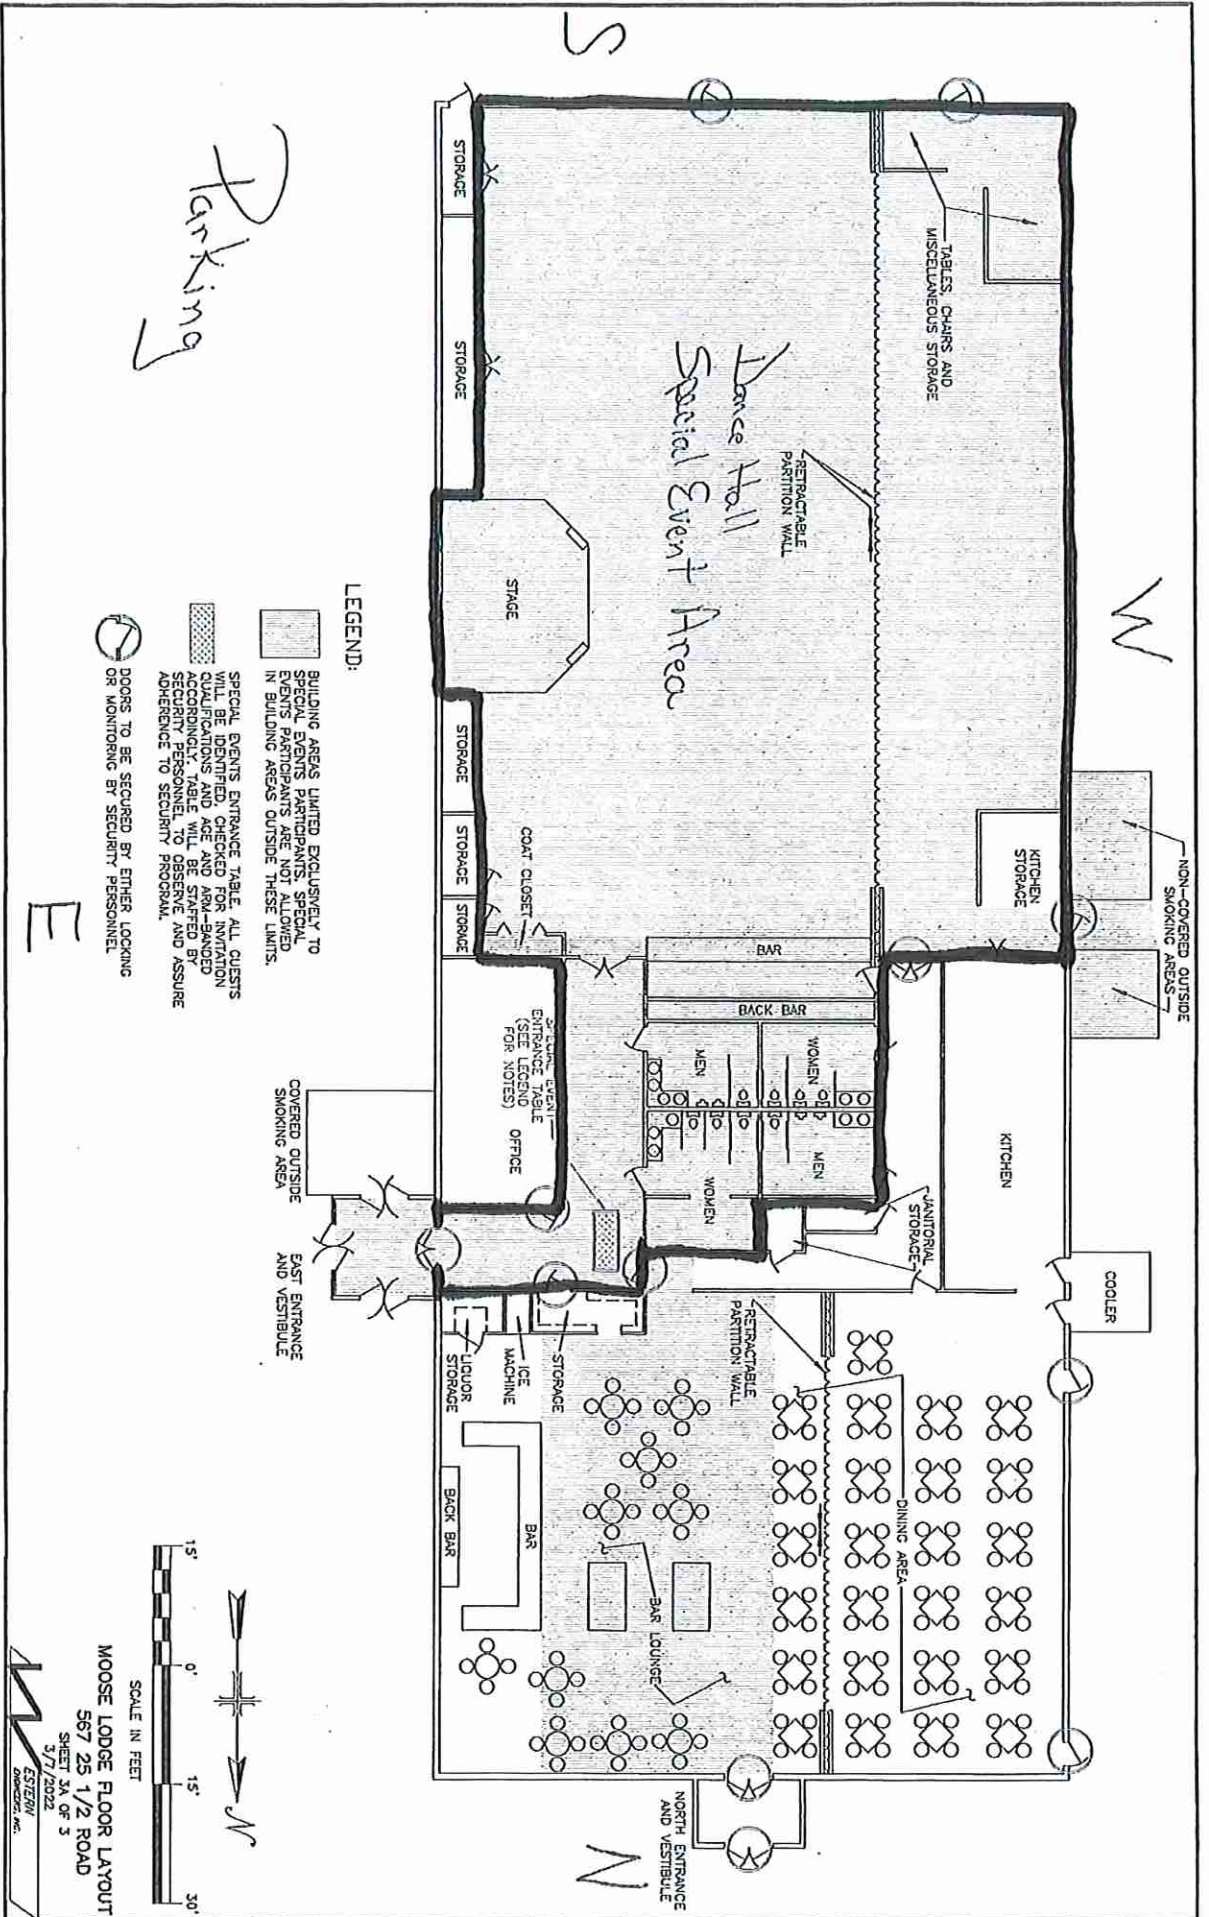 S
W
E
N
Parking
Dance Hall
Special Event Area
STORAGE
STORAGE
STAGE
STORAGE
STORAGE
STORAGE
COAT CLOSET
TABLES, CHAIRS AND
MISCELLANEOUS STORAGE
RETRACTABLE
PARTITION WALL
KITCHEN
STORAGE
NON-COVERED OUTSIDE
SMOKING AREAS
BAR
BACK BAR
MEN
WOMEN
WOMEN
MEN
KITCHEN
JANITORIAL
STORAGE
COOLER
SPECIAL EVENT
ENTRANCE TABLE
(SEE LEGEND
FOR NOTES)
OFFICE
COVERED OUTSIDE
SMOKING AREA
EAST ENTRANCE
AND VESTIBULE
LIQUOR
STORAGE
ICE
MACHINE
STORAGE
RETRACTABLE
PARTITION WALL
DINING AREA
BAR LOUNGE
BAR
BACK BAR
NORTH ENTRANCE
AND VESTIBULE
LEGEND:
BUILDING AREAS LIMITED EXCLUSIVELY TO
SPECIAL EVENTS PARTICIPANTS. SPECIAL
EVENTS PARTICIPANTS ARE NOT ALLOWED
IN BUILDING AREAS OUTSIDE THESE LIMITS.
SPECIAL EVENTS ENTRANCE TABLE. ALL GUESTS
WILL BE IDENTIFIED, CHECKED FOR INVITATION
QUALIFICATIONS AND AGE AND ARM-BANDED
ACCORDINGLY. TABLE WILL BE STAFFED BY
SECURITY PERSONNEL TO OBSERVE AND ASSURE
ADHERENCE TO SECURITY PROGRAM.
DOORS TO BE SECURED BY EITHER LOCKING
OR MONITORING BY SECURITY PERSONNEL
N
15' 0' 15' 30'
SCALE IN FEET
MOOSE LODGE FLOOR LAYOUT
567 25 1/2 ROAD
SHEET 3A OF 3
3/7/2022
WESTERN
ENGINEERS, INC.